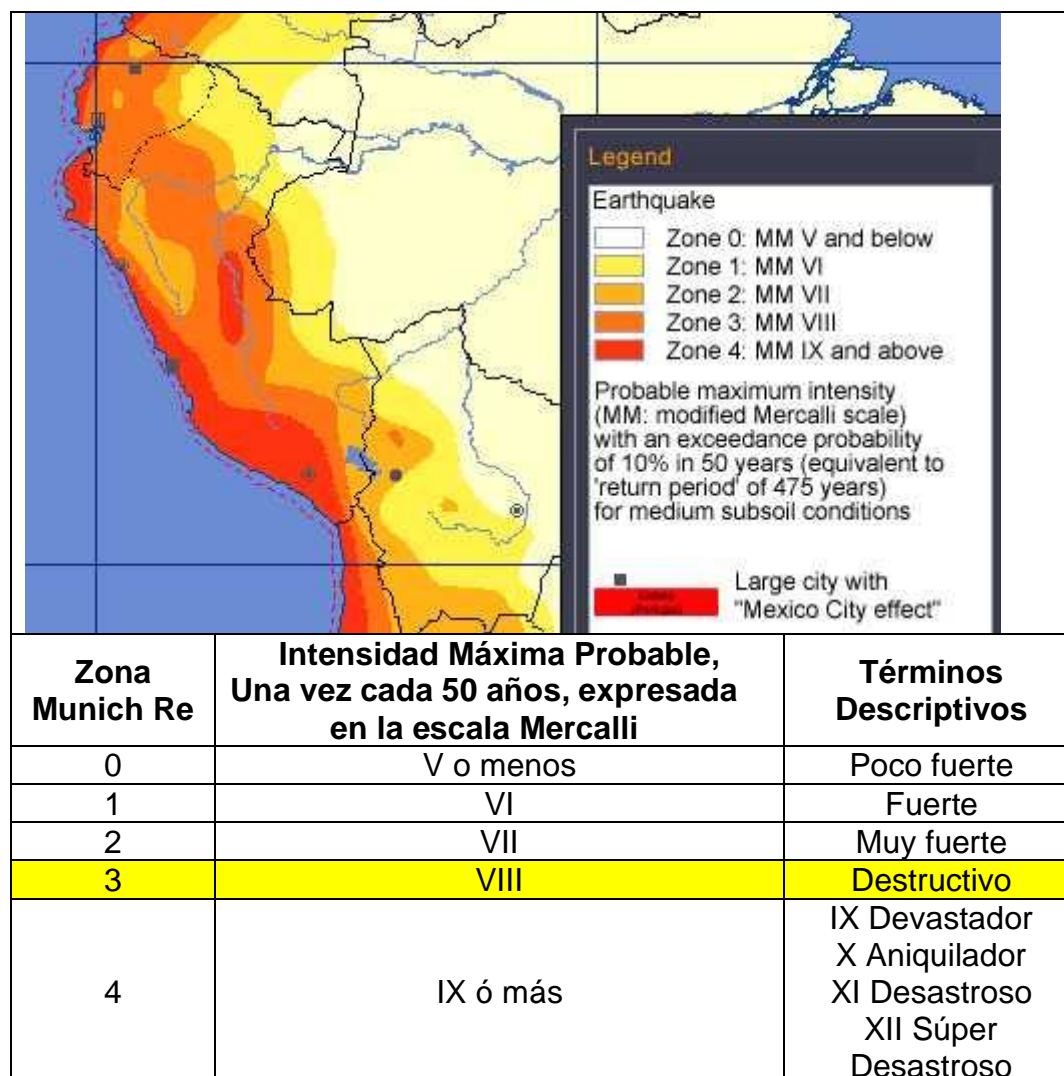 Legend
Earthquake
Zone 0: MM V and below
Zone 1: MM VI
Zone 2: MM VII
Zone 3: MM VIII
Zone 4: MM IX and above
Probable maximum intensity
(MM: modified Mercalli scale)
with an exceedance probability
of 10% in 50 years (equivalent to
'return period' of 475 years)
for medium subsoil conditions
Large city with
"Mexico City effect"
Zona
Munich Re
Intensidad Máxima Probable,
Una vez cada 50 años, expresada
en la escala Mercalli
Términos
Descriptivos
0
V o menos
Poco fuerte
1
VI
Fuerte
2
VII
Muy fuerte
3
VIII
Destructivo
4
IX ó más
IX Devastador
X Aniquilador
XI Desastroso
XII Súper
Desastroso